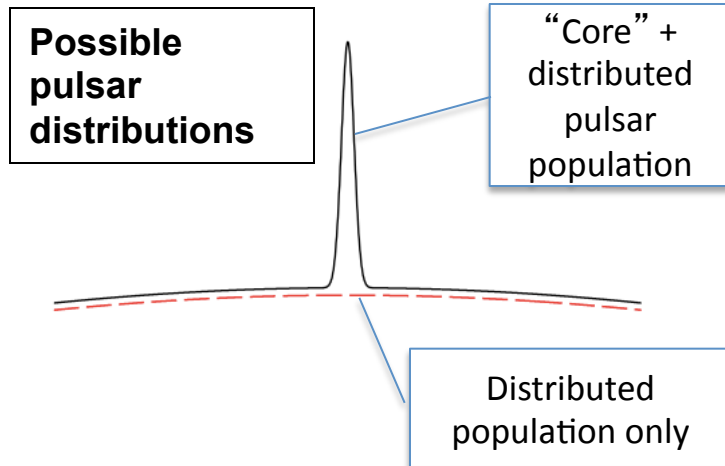 Possible
pulsar
distributions
“Core” +
distributed
pulsar
population
Distributed
population only